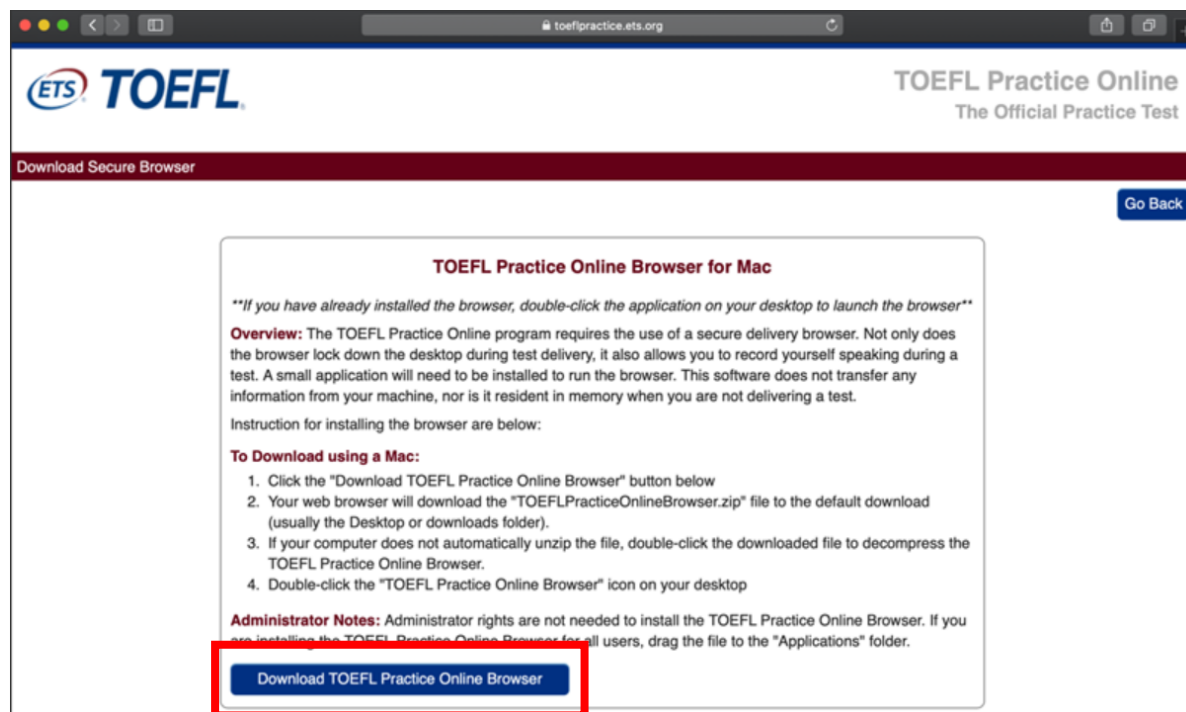 toeflpractice.ets.org
ETS TOEFL
TOEFL Practice Online
The Official Practice Test
Download Secure Browser
Go Back
TOEFL Practice Online Browser for Mac
**If you have already installed the browser, double-click the application on your desktop to launch the browser**
Overview: The TOEFL Practice Online program requires the use of a secure delivery browser. Not only does
the browser lock down the desktop during test delivery, it also allows you to record yourself speaking during a
test. A small application will need to be installed to run the browser. This software does not transfer any
information from your machine, nor is it resident in memory when you are not delivering a test.
Instruction for installing the browser are below:
To Download using a Mac:
1. Click the "Download TOEFL Practice Online Browser" button below
2. Your web browser will download the "TOEFLPracticeOnlineBrowser.zip" file to the default download
(usually the Desktop or downloads folder).
3. If your computer does not automatically unzip the file, double-click the downloaded file to decompress the
TOEFL Practice Online Browser.
4. Double-click the "TOEFL Practice Online Browser" icon on your desktop
Administrator Notes: Administrator rights are not needed to install the TOEFL Practice Online Browser. If you
are installing the TOEFL Practice Online Browser for all users, drag the file to the "Applications" folder.
Download TOEFL Practice Online Browser